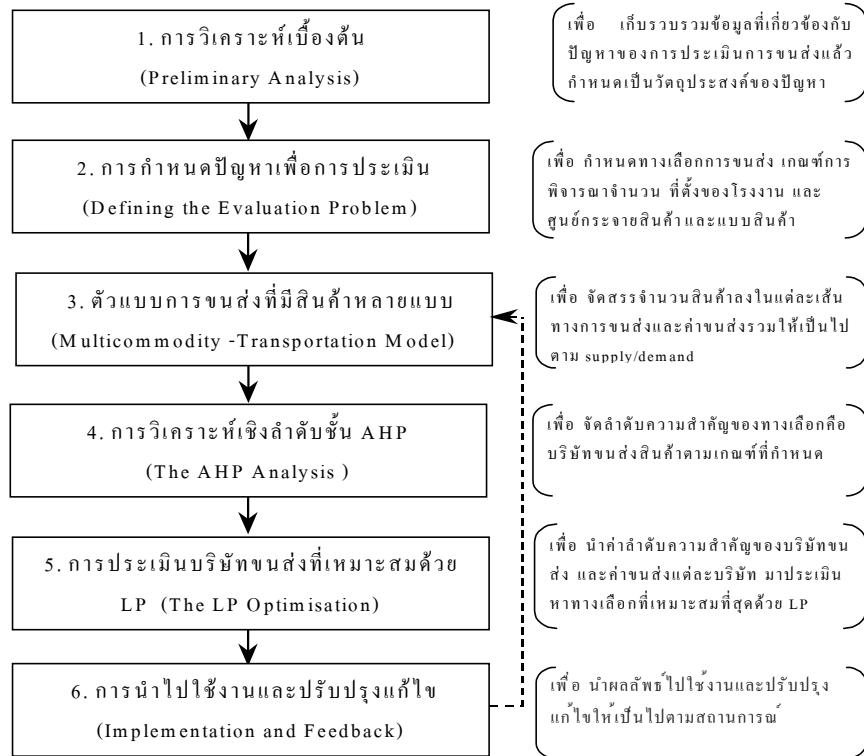 1. การวิเคราะห์เบื้องต้น
(Preliminary Analysis)
เพื่อ เก็บรวบรวมข้อมูลที่เกี่ยวข้องกับ
ปัญหาของการประเมินการขนส่งแล้ว
กำหนดเป็นวัตถุประสงค์ของปัญหา
2. การกำหนดปัญหาเพื่อการประเมิน
(Defining the Evaluation Problem)
เพื่อ กำหนดทางเลือกการขนส่ง เกณฑ์การ
พิจารณาจำนวน ที่ตั้งของโรงงาน และ
ศูนย์กระจายสินค้า และแบบสินค้า
3. ตัวแบบการขนส่งที่มีสินค้าหลายแบบ
(Multicommodity -Transportation Model)
เพื่อ จัดสรรจำนวนสินค้าลงในแต่ละเส้น
ทางการขนส่งและค่าขนส่งรวมให้เป็นไป
ตาม supply/demand
4. การวิเคราะห์เชิงลำดับชั้น AHP
(The AHP Analysis )
เพื่อ จัดลำดับความสำคัญของทางเลือกคือ
บริษัทขนส่งสินค้าตามเกณฑ์ที่กำหนด
5. การประเมินบริษัทขนส่งที่เหมาะสมด้วย
LP (The LP Optimisation)
เพื่อ นำค่าลำดับความสำคัญของบริษัทขน
ส่ง และค่าขนส่งแต่ละบริษัท มาประเมิน
หาทางเลือกที่เหมาะสมที่สุดด้วย LP
6. การนำไปใช้งานและปรับปรุงแก้ไข
(Implementation and Feedback)
เพื่อ นำผลลัพธ์ไปใช้งานและปรับปรุง
แก้ไขให้เป็นไปตามสถานการณ์